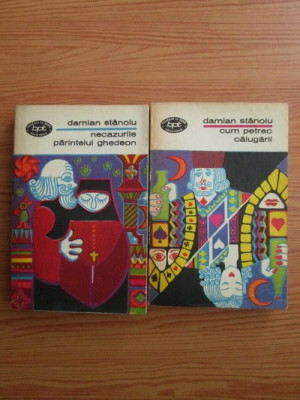 damian stănoiu
necazurile
părintelui ghedeon
bpt
damian stănoiu
cum petrec
călugării
bpt